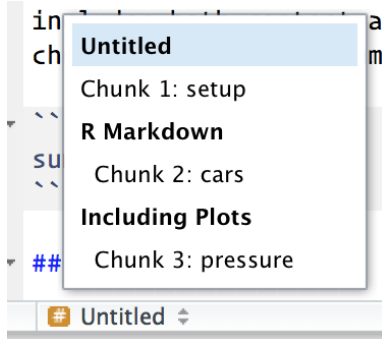 in
ch
Untitled
Chunk 1: setup
R Markdown
Chunk 2: cars
Including Plots
Chunk 3: pressure
a
m
``
su
``
##
# Untitled